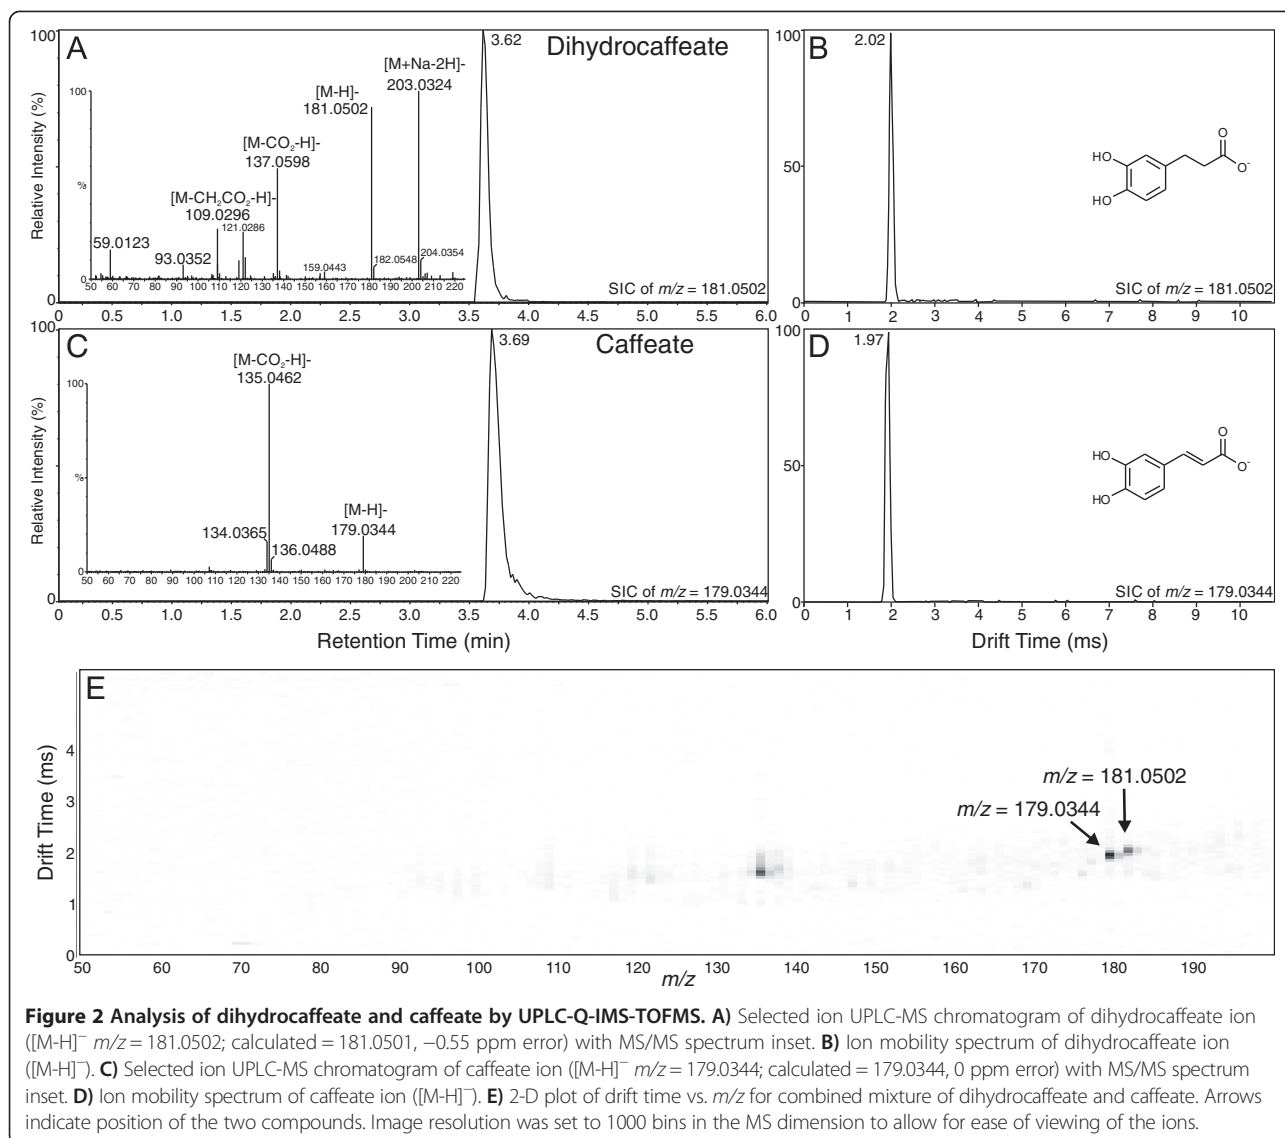 A
Dihydrocaffeate
3.62
[M+Na-2H]-
203.0324
[M-H]-
181.0502
[M-CO2-H]-
137.0598
[M-CH2CO2-H]-
109.0296
121.0286
59.0123
93.0352
159.0443
182.0548
204.0354
100
%
0
50 60 70 80 90 100 110 120 130 140 150 160 170 180 190 200 210 220
Relative Intensity (%)
100
0
SIC of m/z = 181.0502
0 0.5 1.0 1.5 2.0 2.5 3.0 3.5 4.0 4.5 5.0 5.5 6.0
B
2.02
100
50
0
HO
HO
O
O-
SIC of m/z = 181.0502
0 1 2 3 4 5 6 7 8 9 10
C
Caffeate
3.69
[M-CO2-H]-
135.0462
[M-H]-
179.0344
134.0365
136.0488
100
%
0
50 60 70 80 90 100 110 120 130 140 150 160 170 180 190 200 210 220
Relative Intensity (%)
100
0
SIC of m/z = 179.0344
0 0.5 1.0 1.5 2.0 2.5 3.0 3.5 4.0 4.5 5.0 5.5 6.0
Retention Time (min)
D
1.97
100
50
0
HO
HO
O
O-
SIC of m/z = 179.0344
0 1 2 3 4 5 6 7 8 9 10
Drift Time (ms)
E
m/z = 181.0502
m/z = 179.0344
Drift Time (ms)
4
3
2
1
0
50 60 70 80 90 100 110 120 130 140 150 160 170 180 190
m/z
Figure 2 Analysis of dihydrocaffeate and caffeate by UPLC-Q-IMS-TOFMS. A) Selected ion UPLC-MS chromatogram of dihydrocaffeate ion
([M-H]− m/z = 181.0502; calculated = 181.0501, −0.55 ppm error) with MS/MS spectrum inset. B) Ion mobility spectrum of dihydrocaffeate ion
([M-H]−). C) Selected ion UPLC-MS chromatogram of caffeate ion ([M-H]− m/z = 179.0344; calculated = 179.0344, 0 ppm error) with MS/MS spectrum
inset. D) Ion mobility spectrum of caffeate ion ([M-H]−). E) 2-D plot of drift time vs. m/z for combined mixture of dihydrocaffeate and caffeate. Arrows
indicate position of the two compounds. Image resolution was set to 1000 bins in the MS dimension to allow for ease of viewing of the ions.